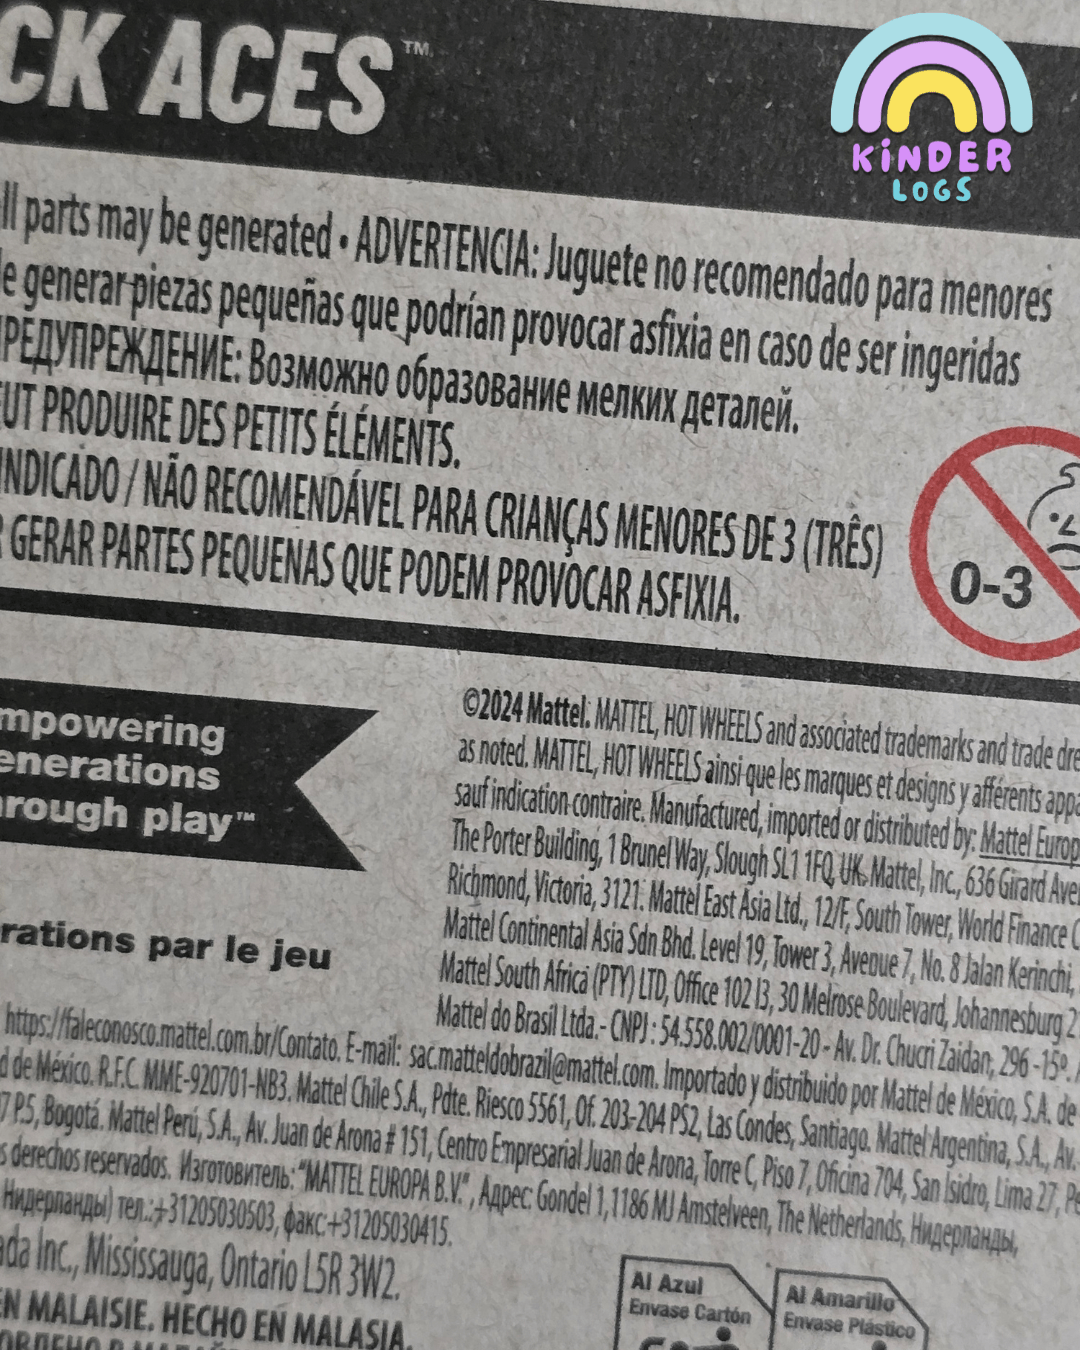 CK ACES™
KiNDER
LOGS
ll parts may be generated • ADVERTENCIA: Juguete no recomendado para menores
e generar piezas pequeñas que podrían provocar asfixia en caso de ser ingeridas
РЕДУПРЕЖДЕНИЕ: Возможно образование мелких деталей.
EUT PRODUIRE DES PETITS ÉLÉMENTS.
INDICADO / NÃO RECOMENDÁVEL PARA CRIANÇAS MENORES DE 3 (TRÊS)
R GERAR PARTES PEQUENAS QUE PODEM PROVOCAR ASFIXIA.
0-3
mpowering
enerations
hrough play™
©2024 Mattel. MATTEL, HOT WHEELS and associated trademarks and trade dre
as noted. MATTEL, HOT WHEELS ainsi que les marques et designs y afférents appa
sauf indication contraire. Manufactured, imported or distributed by: Mattel Europ
The Porter Building, 1 Brunel Way, Slough SL1 1FQ, UK. Mattel, Inc., 636 Girard Aven
Richmond, Victoria, 3121. Mattel East Asia Ltd., 12/F, South Tower, World Finance C
Mattel Continental Asia Sdn Bhd. Level 19, Tower 3, Avenue 7, No. 8 Jalan Kerinchi,
Mattel South Africa (PTY) LTD, Office 102 I3, 30 Melrose Boulevard, Johannesburg 2
Mattel do Brasil Ltda.- CNPJ : 54.558.002/0001-20 - Av. Dr. Chucri Zaidan, 296 -15º.
rations par le jeu
https://faleconosco.mattel.com.br/Contato. E-mail: sac.matteldobrazil@mattel.com. Importado y distribuido por Mattel de México, S.A. de
d de México. R.F.C. MME-920701-NB3. Mattel Chile S.A., Pdte. Riesco 5561, Of. 203-204 PS2, Las Condes, Santiago. Mattel Argentina, S.A., Av.
7 P.5, Bogotá. Mattel Perú, S.A., Av. Juan de Arona # 151, Centro Empresarial Juan de Arona, Torre C, Piso 7, Oficina 704, San Isidro, Lima 27, Pe
s derechos reservados. Изготовитель: "MATTEL EUROPA B.V." , Адрес: Gondel 1, 1186 MJ Amstelveen, The Netherlands, Нидерланды,
Нидерланды) тел.:+31205030503, факс:+31205030415.
ada Inc., Mississauga, Ontario L5R 3W2.
EN MALAISIE. HECHO EN MALASIA.
Al Azul
Envase Cartón
Al Amarillo
Envase Plástico